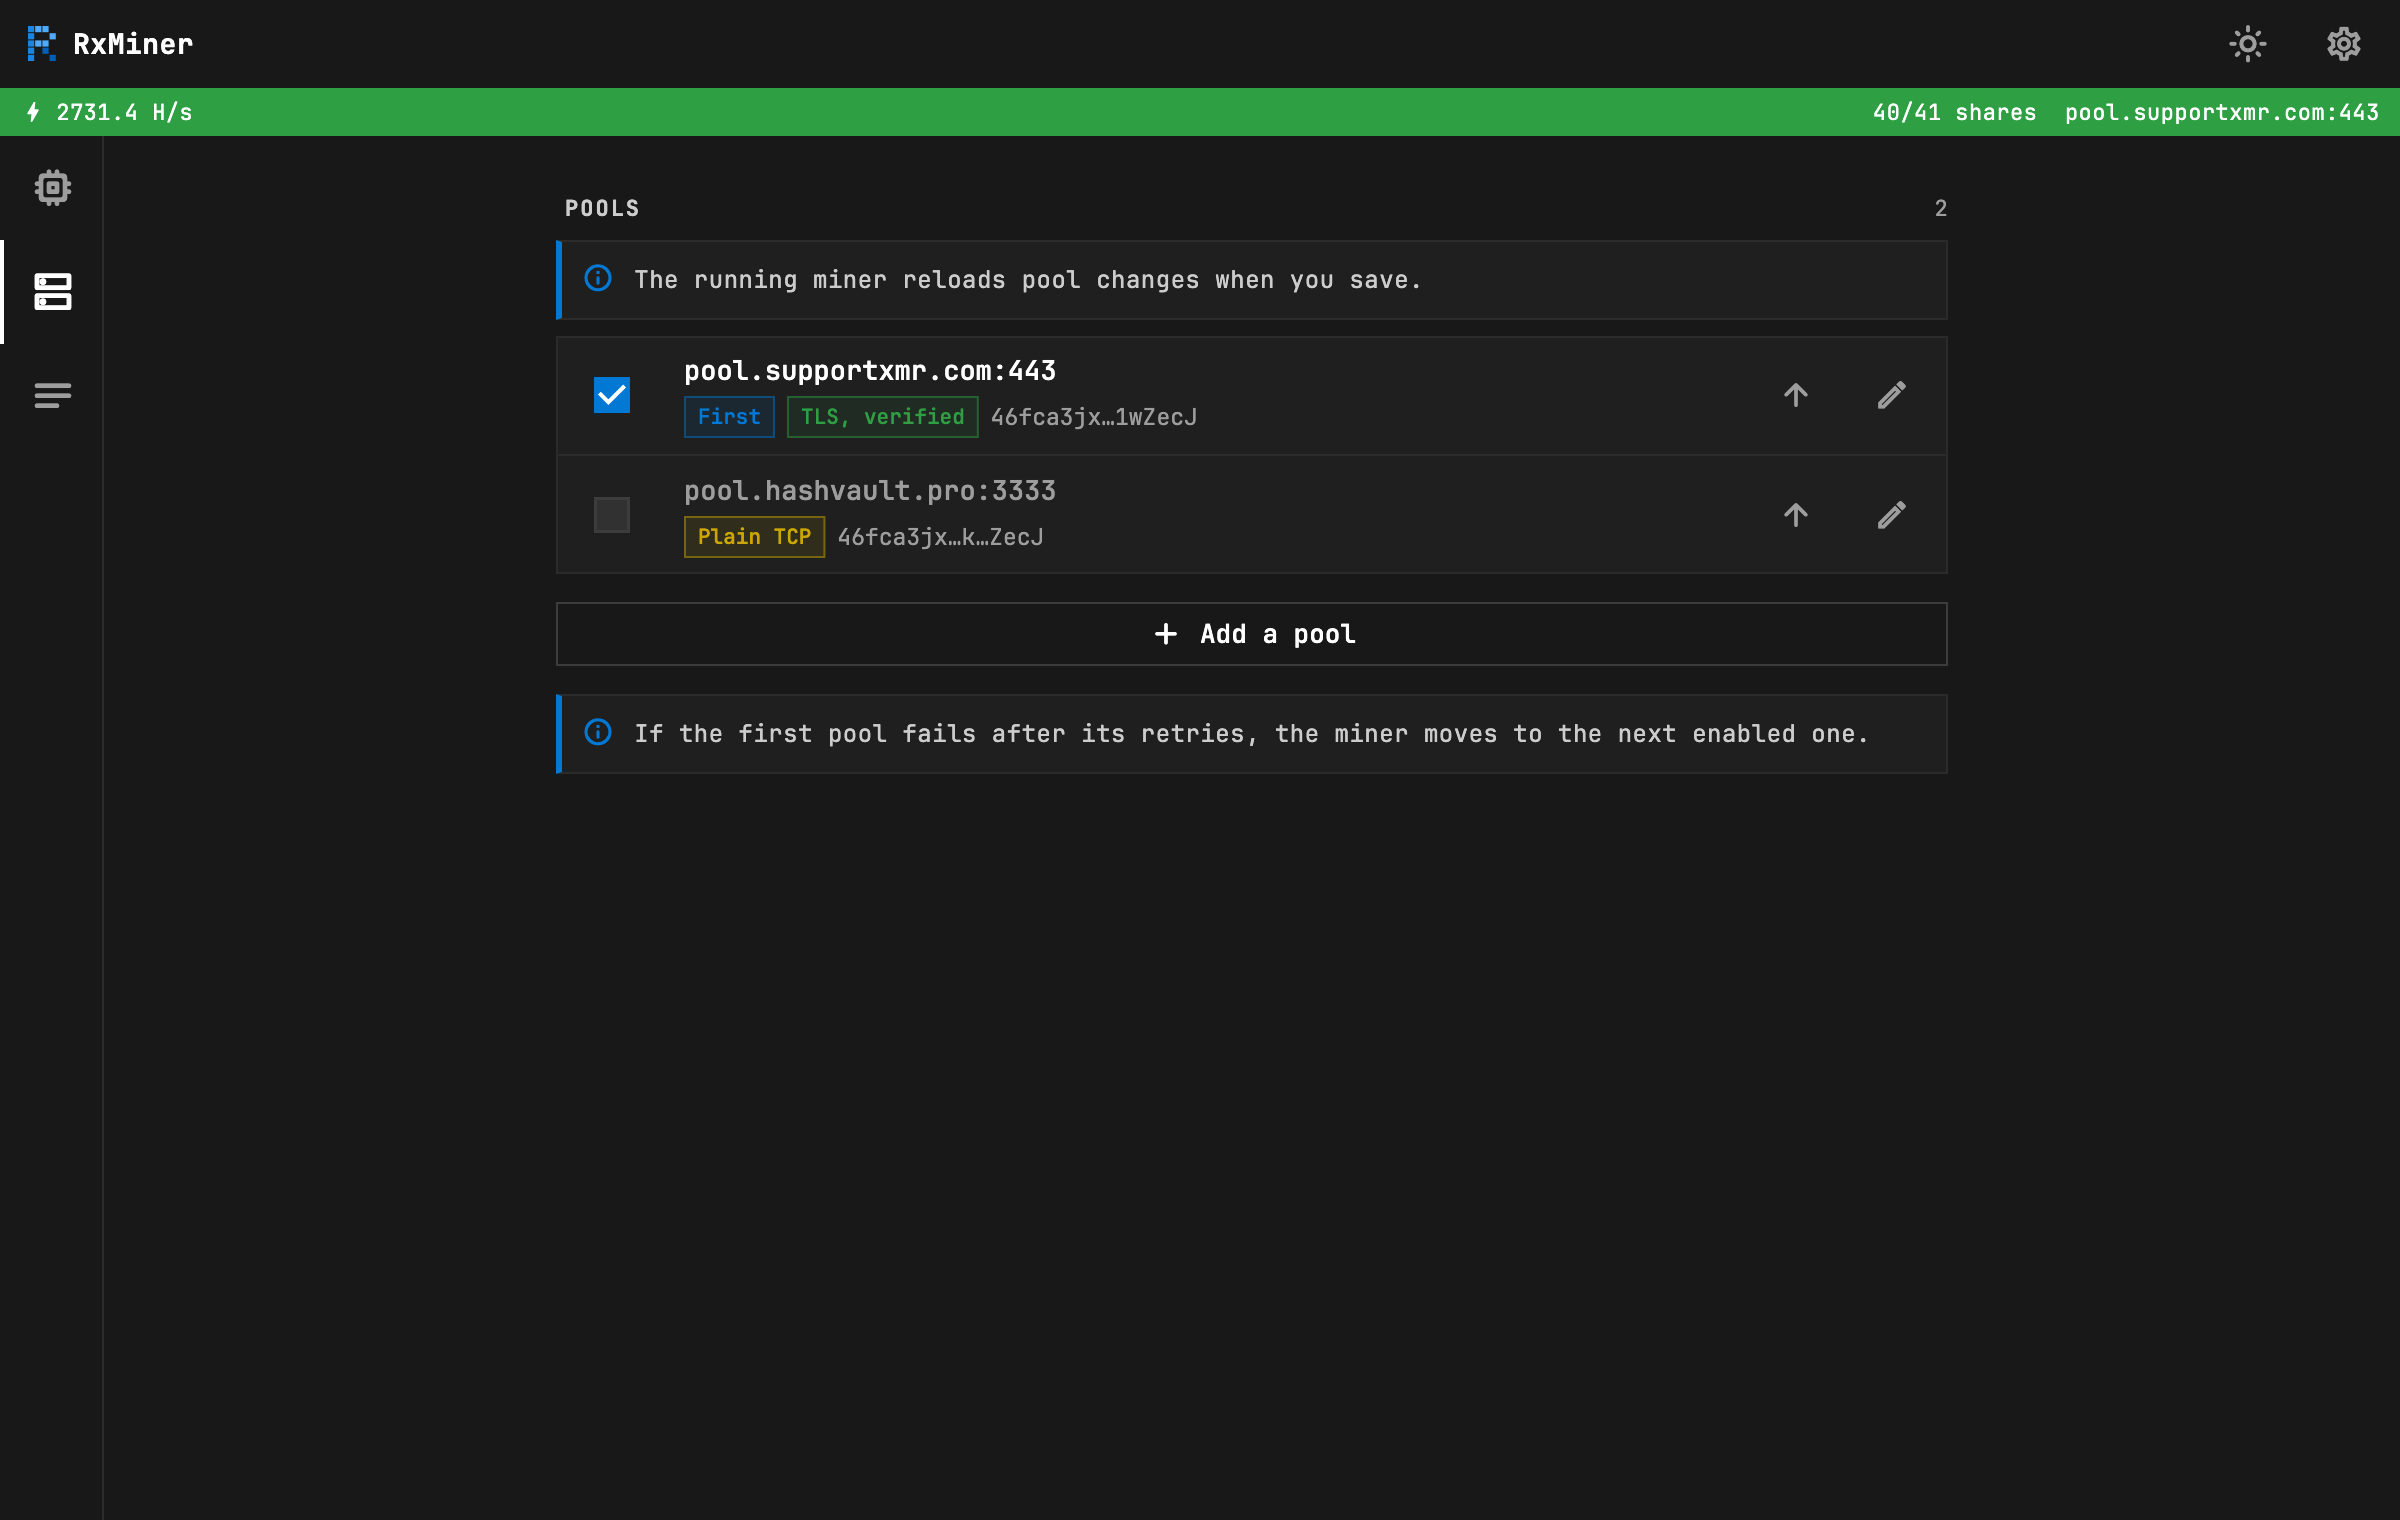 RxMiner
2731.4 H/s
40/41 shares pool.supportxmr.com:443
POOLS 2
The running miner reloads pool changes when you save.
pool.supportxmr.com:443
First TLS, verified 46fca3jx…1wZecJ
pool.hashvault.pro:3333
Plain TCP 46fca3jx…k…ZecJ
+ Add a pool
If the first pool fails after its retries, the miner moves to the next enabled one.